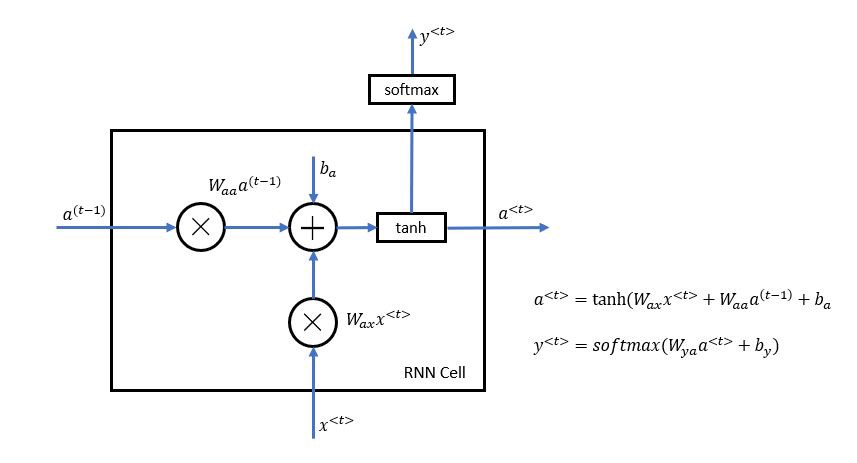 y^{<t>}
softmax
b_a
W_{aa}a^{(t-1)}
a^{(t-1)}
×
+
tanh
a^{<t>}
a^{<t>} = tanh(W_{ax}x^{<t>} + W_{aa}a^{(t-1)} + b_a
×
W_{ax}x^{<t>}
y^{<t>} = softmax(W_{ya}a^{<t>} + b_y)
RNN Cell
x^{<t>}